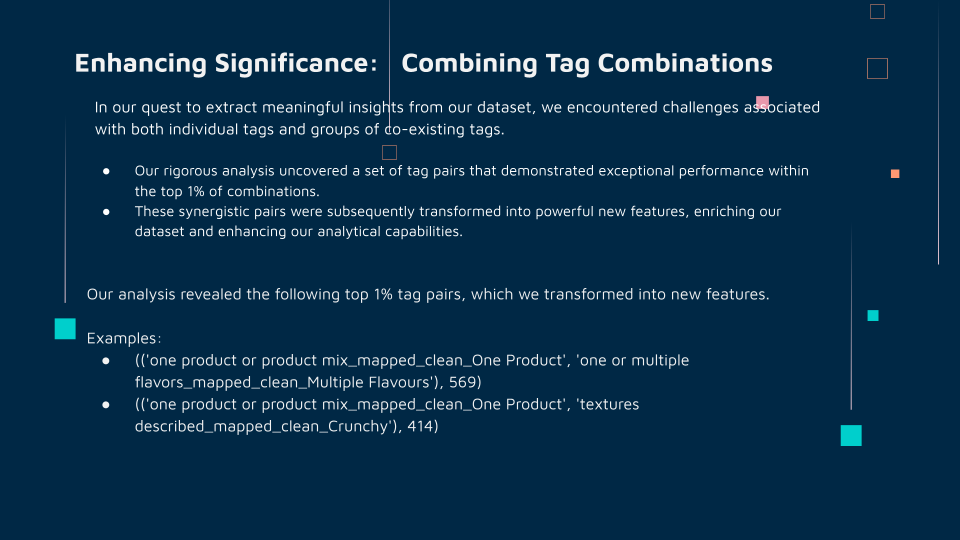 Enhancing Significance: Combining Tag Combinations
In our quest to extract meaningful insights from our dataset, we encountered challenges associated
with both individual tags and groups of co-existing tags.
● Our rigorous analysis uncovered a set of tag pairs that demonstrated exceptional performance within
the top 1% of combinations.
● These synergistic pairs were subsequently transformed into powerful new features, enriching our
dataset and enhancing our analytical capabilities.
Our analysis revealed the following top 1% tag pairs, which we transformed into new features.
Examples:
● (('one product or product mix_mapped_clean_One Product', 'one or multiple
flavors_mapped_clean_Multiple Flavours'), 569)
● (('one product or product mix_mapped_clean_One Product', 'textures
described_mapped_clean_Crunchy'), 414)